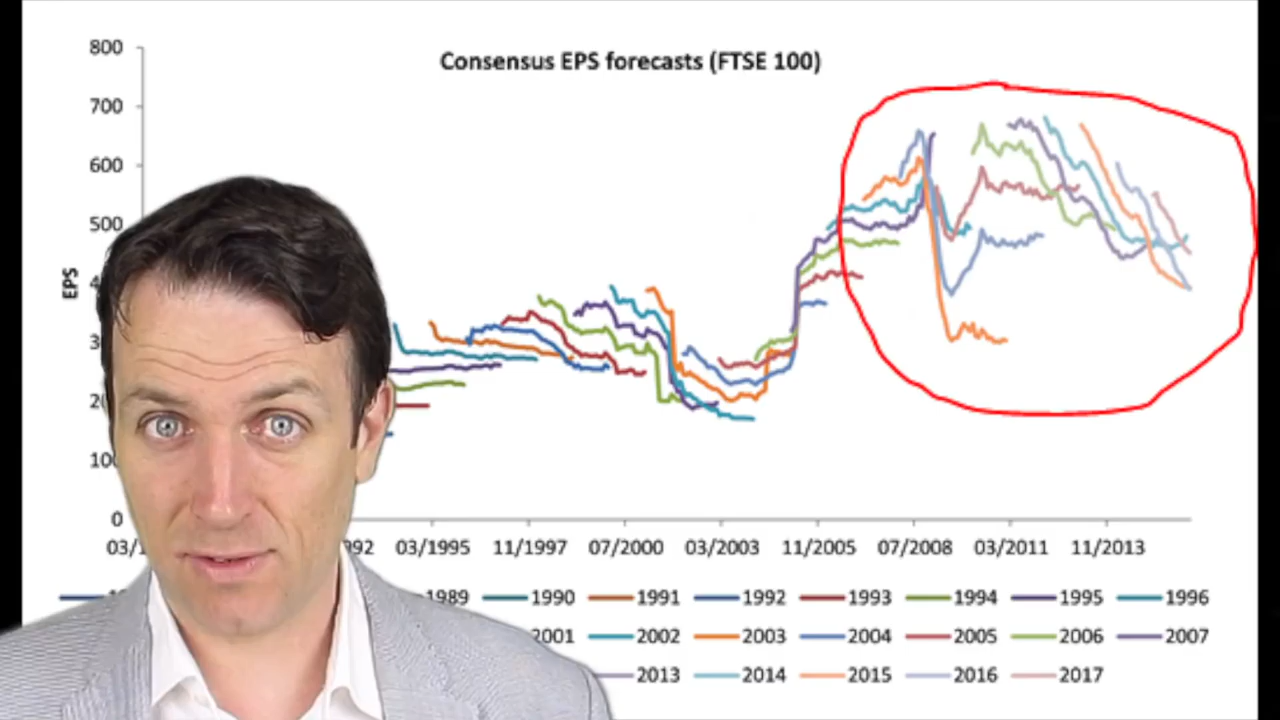 Consensus EPS forecasts (FTSE 100)
800
700
600
500
EPS
0
03/1995 11/1997 07/2000 03/2003 11/2005 07/2008 03/2011 11/2013
1989 1990 1991 1992 1993 1994 1995 1996
2001 2002 2003 2004 2005 2006 2007
2013 2014 2015 2016 2017